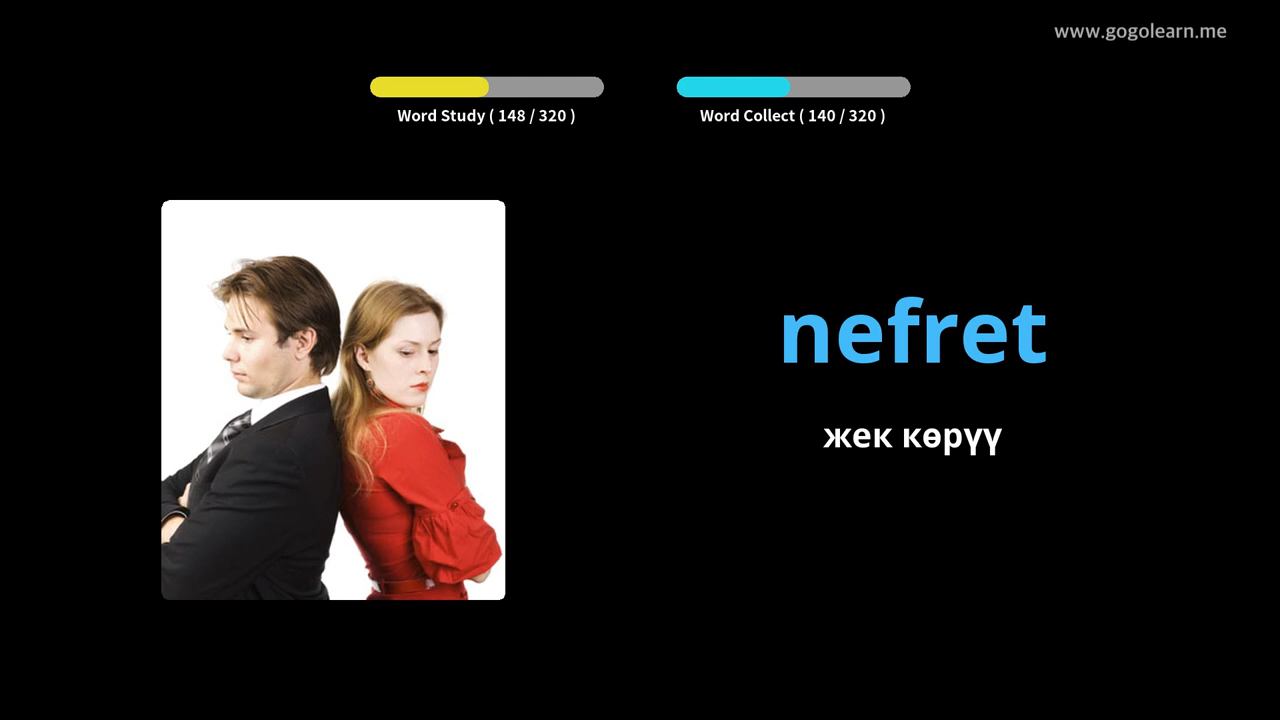 www.gogolearn.me
Word Study ( 148 / 320 )
Word Collect ( 140 / 320 )
nefret
жек көрүү